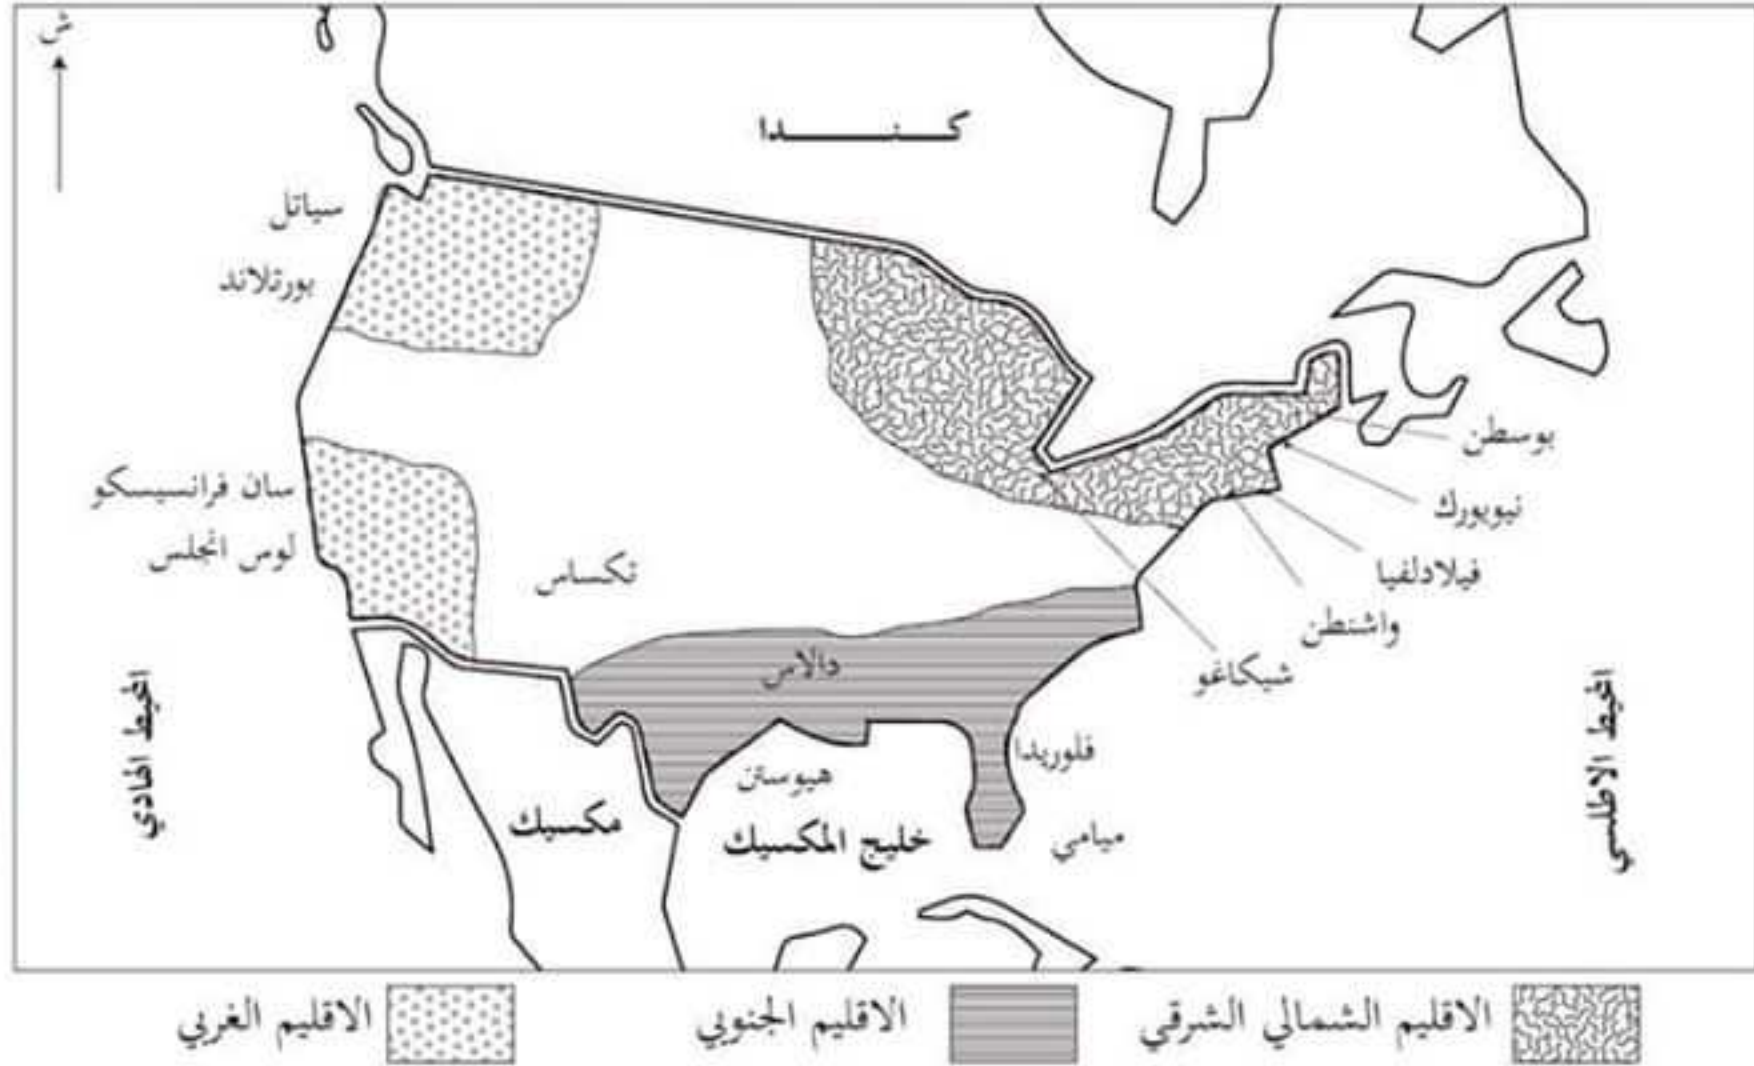 ش
كنـــــدا
سياتل
بورتلاند
سان فرانسيسكو
لوس انجلس
تكساس
دالاس
بوسطن
نيويورك
فيلادلفيا
واشنطن
شيكاغو
فلوريدا
هيوستن
ميامي
مكسيك
خليج المكسيك
المحيط الهادي
المحيط الاطلسي
الاقليم الشمالي الشرقي
الاقليم الجنوبي
الاقليم الغربي